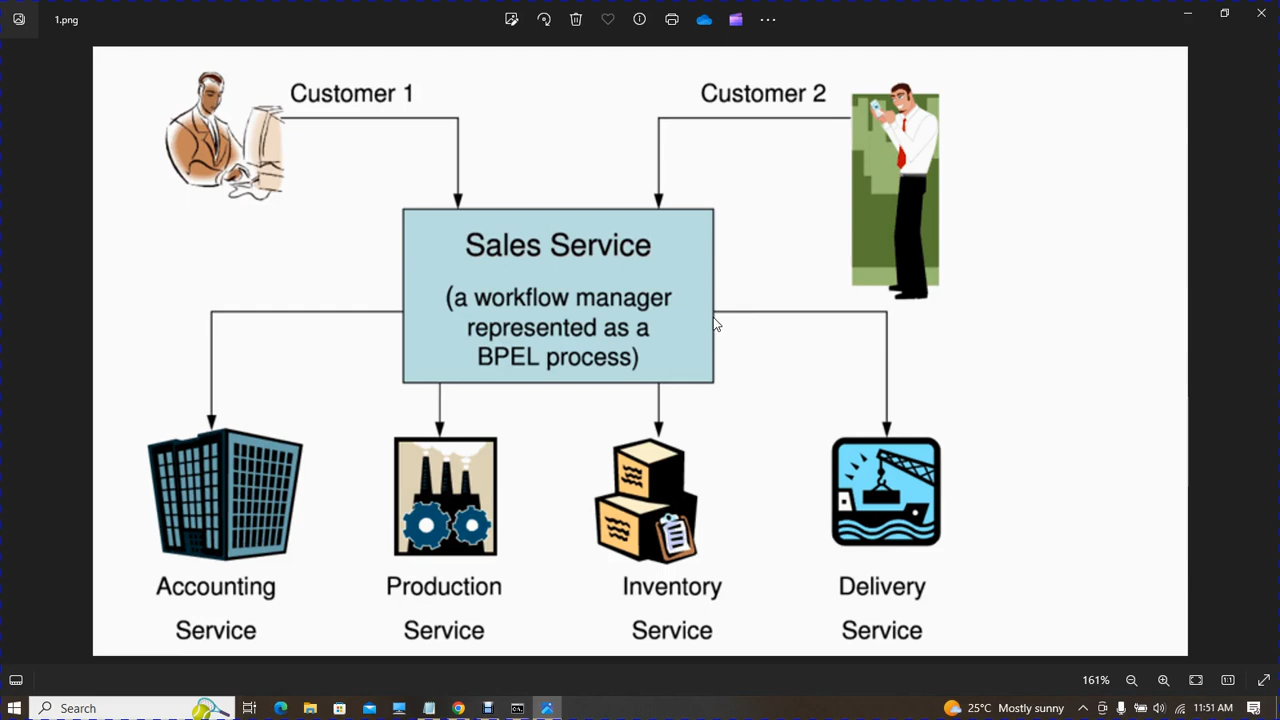 1.png
Customer 1
Customer 2
Sales Service
(a workflow manager
represented as a
BPEL process)
Accounting
Service
Production
Service
Inventory
Service
Delivery
Service
161%
Search
25°C Mostly sunny
11:51 AM